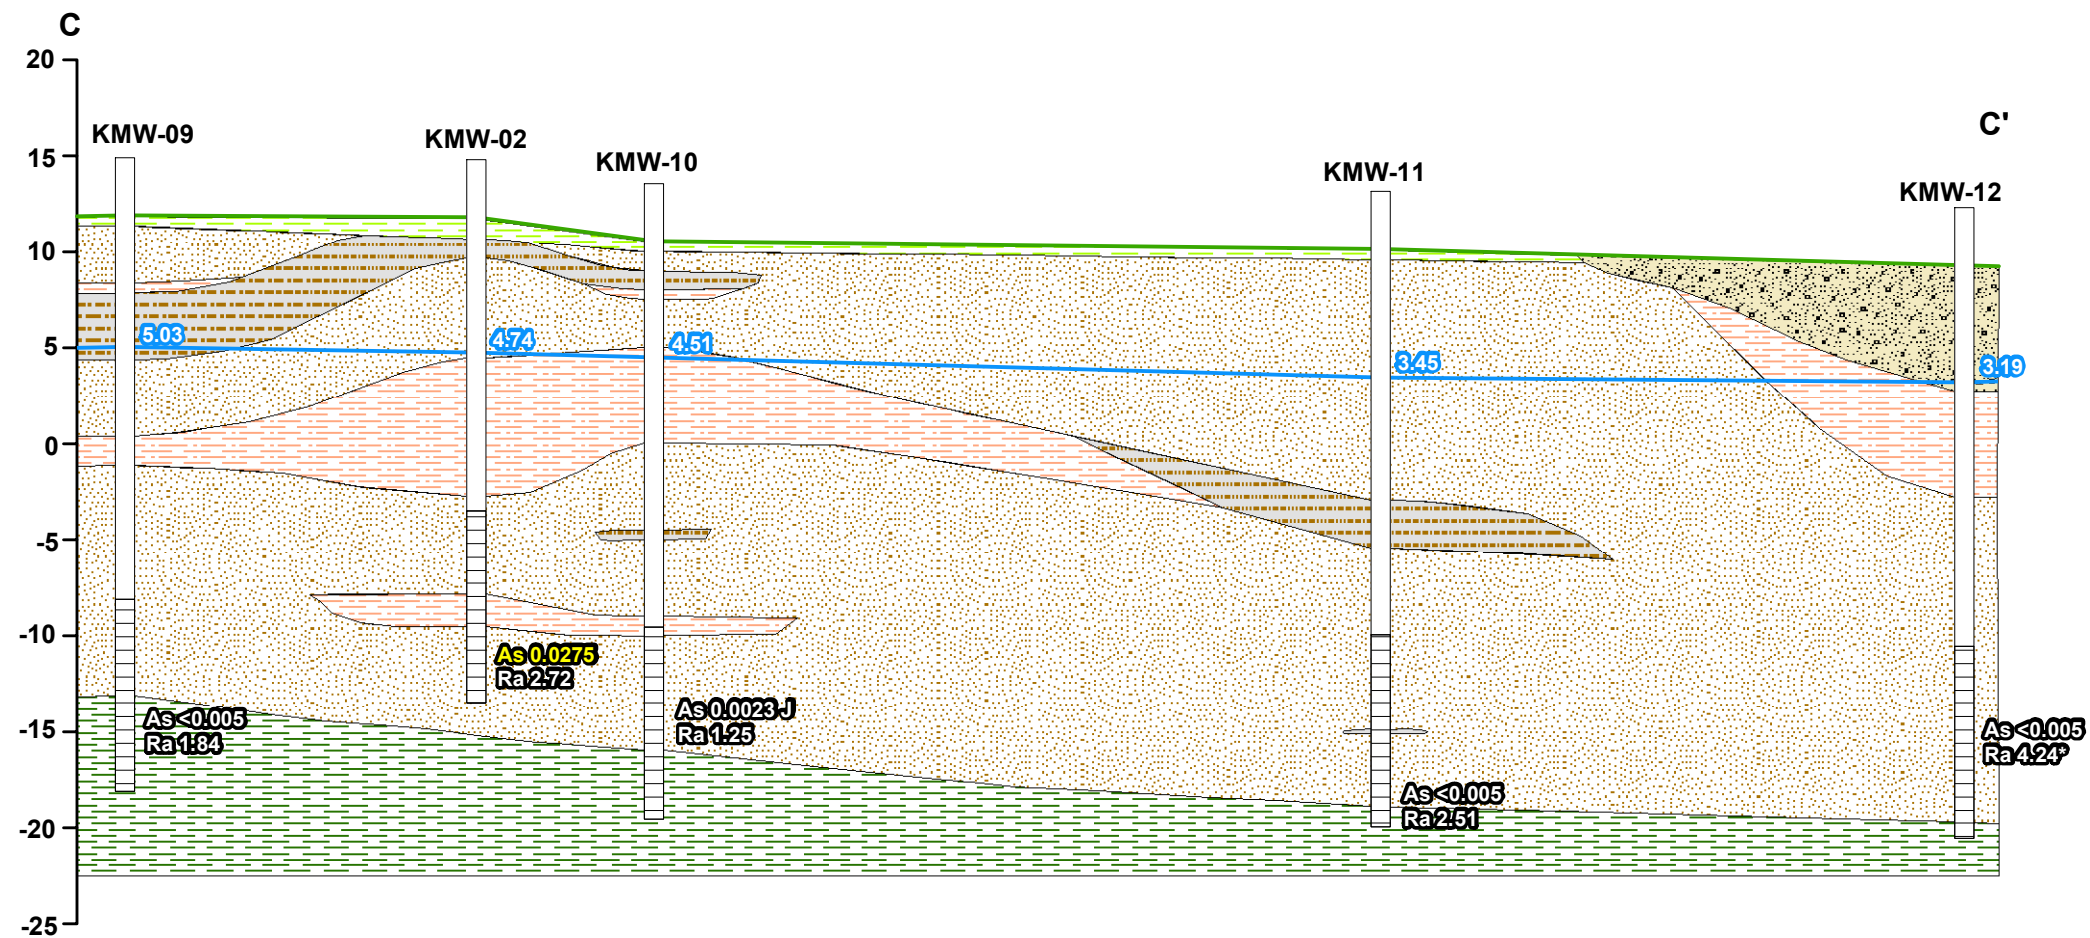 C
20
KMW-09
KMW-02
C'
15
KMW-10
KMW-11
KMW-12
10
5.03
4.74
4.51
5
3.45
3.19
0
-5
-10
As 0.0275
Ra 2.72
As 0.0023 J
Ra 1.25
As <0.005
Ra 1.84
-15
As <0.005
Ra 4.24*
As <0.005
Ra 2.51
-20
-25